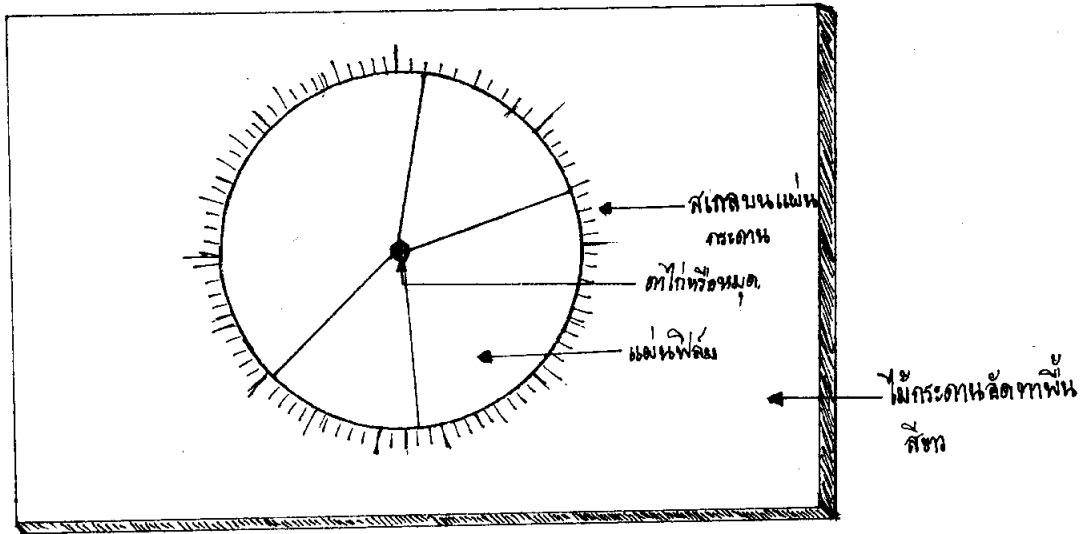 สเกลบนแผ่น
กระดาน
ตาไก่หรือหมุด
แผ่นฟิล์ม
ไม้กระดานอัดทาพื้น
สีขาว